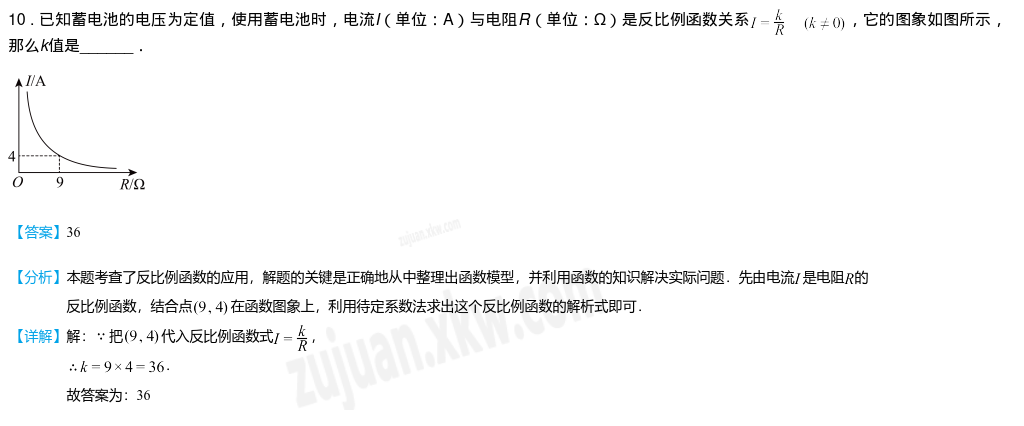 10．已知蓄电池的电压为定值，使用蓄电池时，电流I（单位：A）与电阻R（单位：Ω）是反比例函数关系I = k/R (k ≠ 0)，它的图象如图所示，
那么k值是______．
I/A
4
O 9 R/Ω
【答案】36
zujuan.xkw.com
【分析】本题考查了反比例函数的应用，解题的关键是正确地从中整理出函数模型，并利用函数的知识解决实际问题．先由电流I是电阻R的
反比例函数，结合点(9，4)在函数图象上，利用待定系数法求出这个反比例函数的解析式即可．
【详解】解：∵把(9，4)代入反比例函数式I = k/R，
∴k = 9×4 = 36．
故答案为：36
zujuan.xkw.com